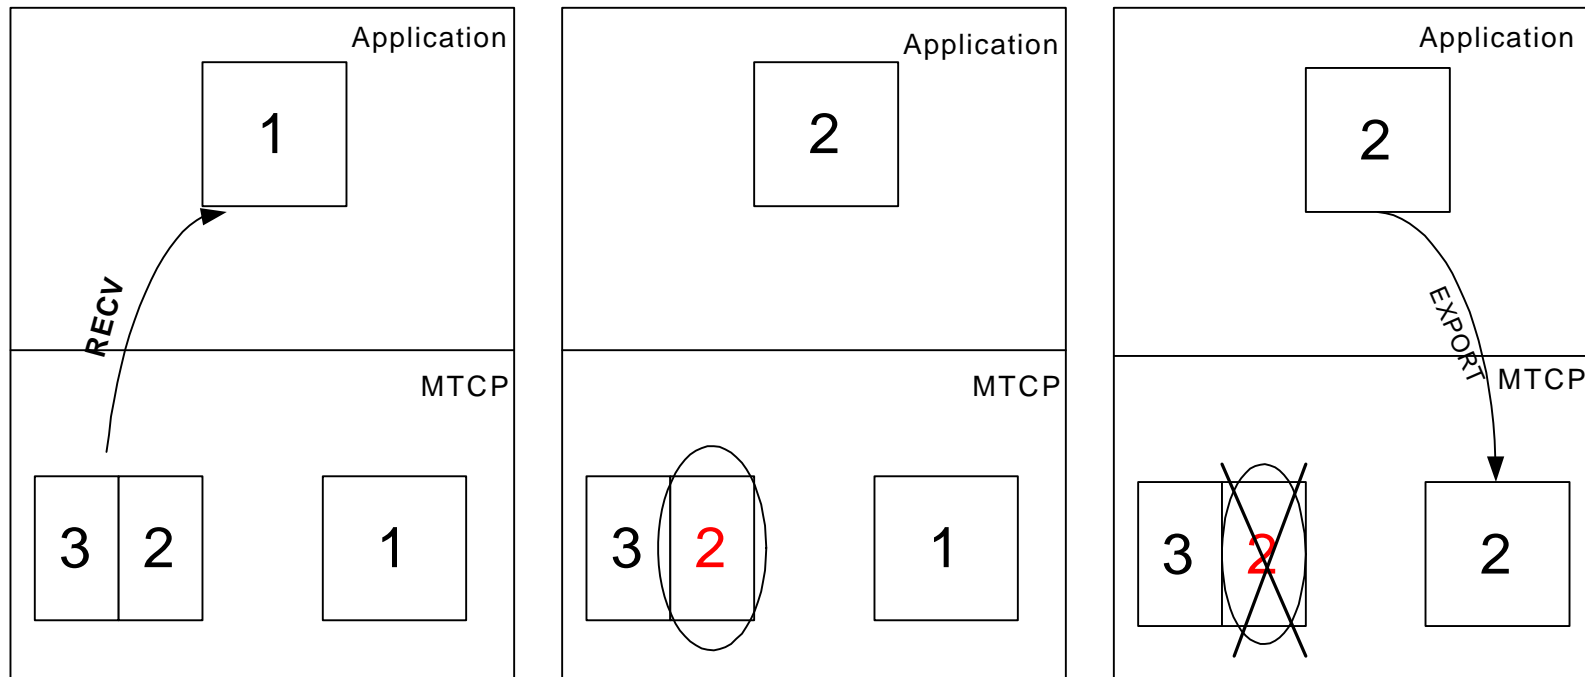 Application
1
RECV
MTCP
3 2 1
Application
2
MTCP
3 2 1
Application
2
EXPORT
MTCP
3 2 2